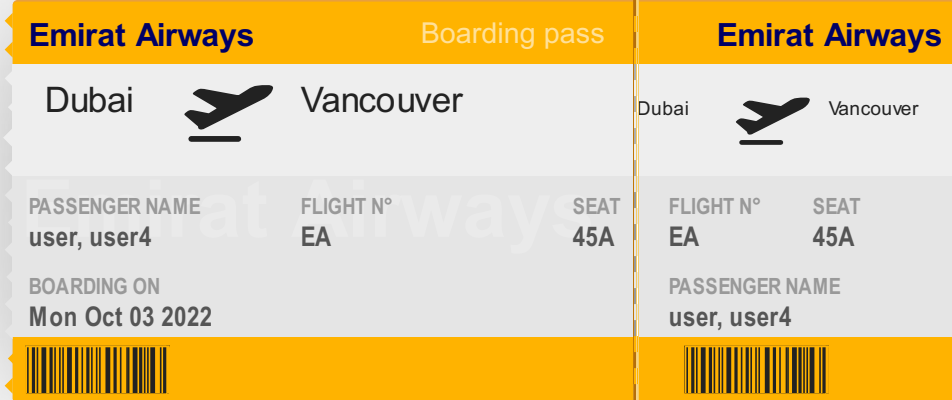 Emirat Airways
Boarding pass
Dubai
Vancouver
Emirat Airways
PASSENGER NAME
FLIGHT N°
SEAT
user, user4
EA
45A
BOARDING ON
Mon Oct 03 2022
Emirat Airways
Dubai
Vancouver
FLIGHT N°
SEAT
EA
45A
PASSENGER NAME
user, user4